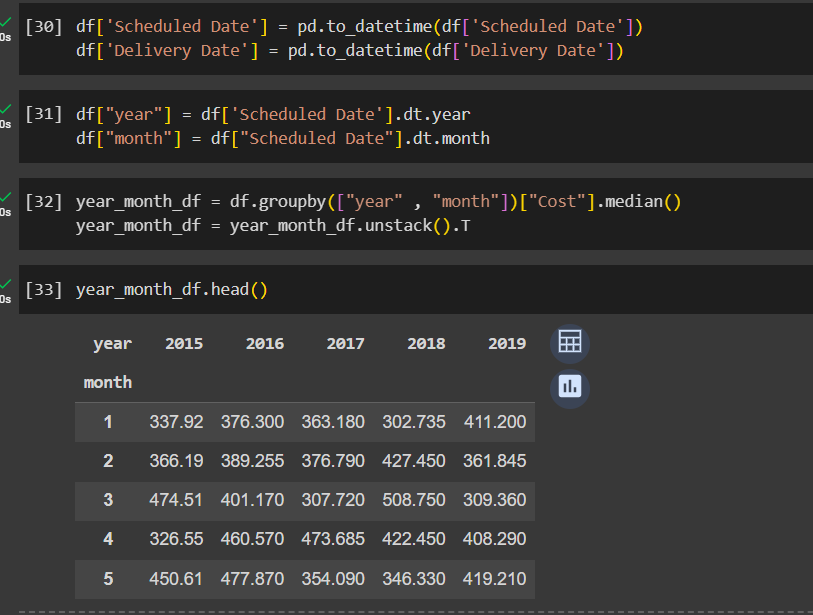 [30] df['Scheduled Date'] = pd.to_datetime(df['Scheduled Date'])
0s
df['Delivery Date'] = pd.to_datetime(df['Delivery Date'])
[31] df["year"] = df['Scheduled Date'].dt.year
0s
df["month"] = df["Scheduled Date"].dt.month
[32] year_month_df = df.groupby(["year" , "month"])["Cost"].median()
0s
year_month_df = year_month_df.unstack().T
[33] year_month_df.head()
0s
year 2015 2016 2017 2018 2019
month
1 337.92 376.300 363.180 302.735 411.200
2 366.19 389.255 376.790 427.450 361.845
3 474.51 401.170 307.720 508.750 309.360
4 326.55 460.570 473.685 422.450 408.290
5 450.61 477.870 354.090 346.330 419.210